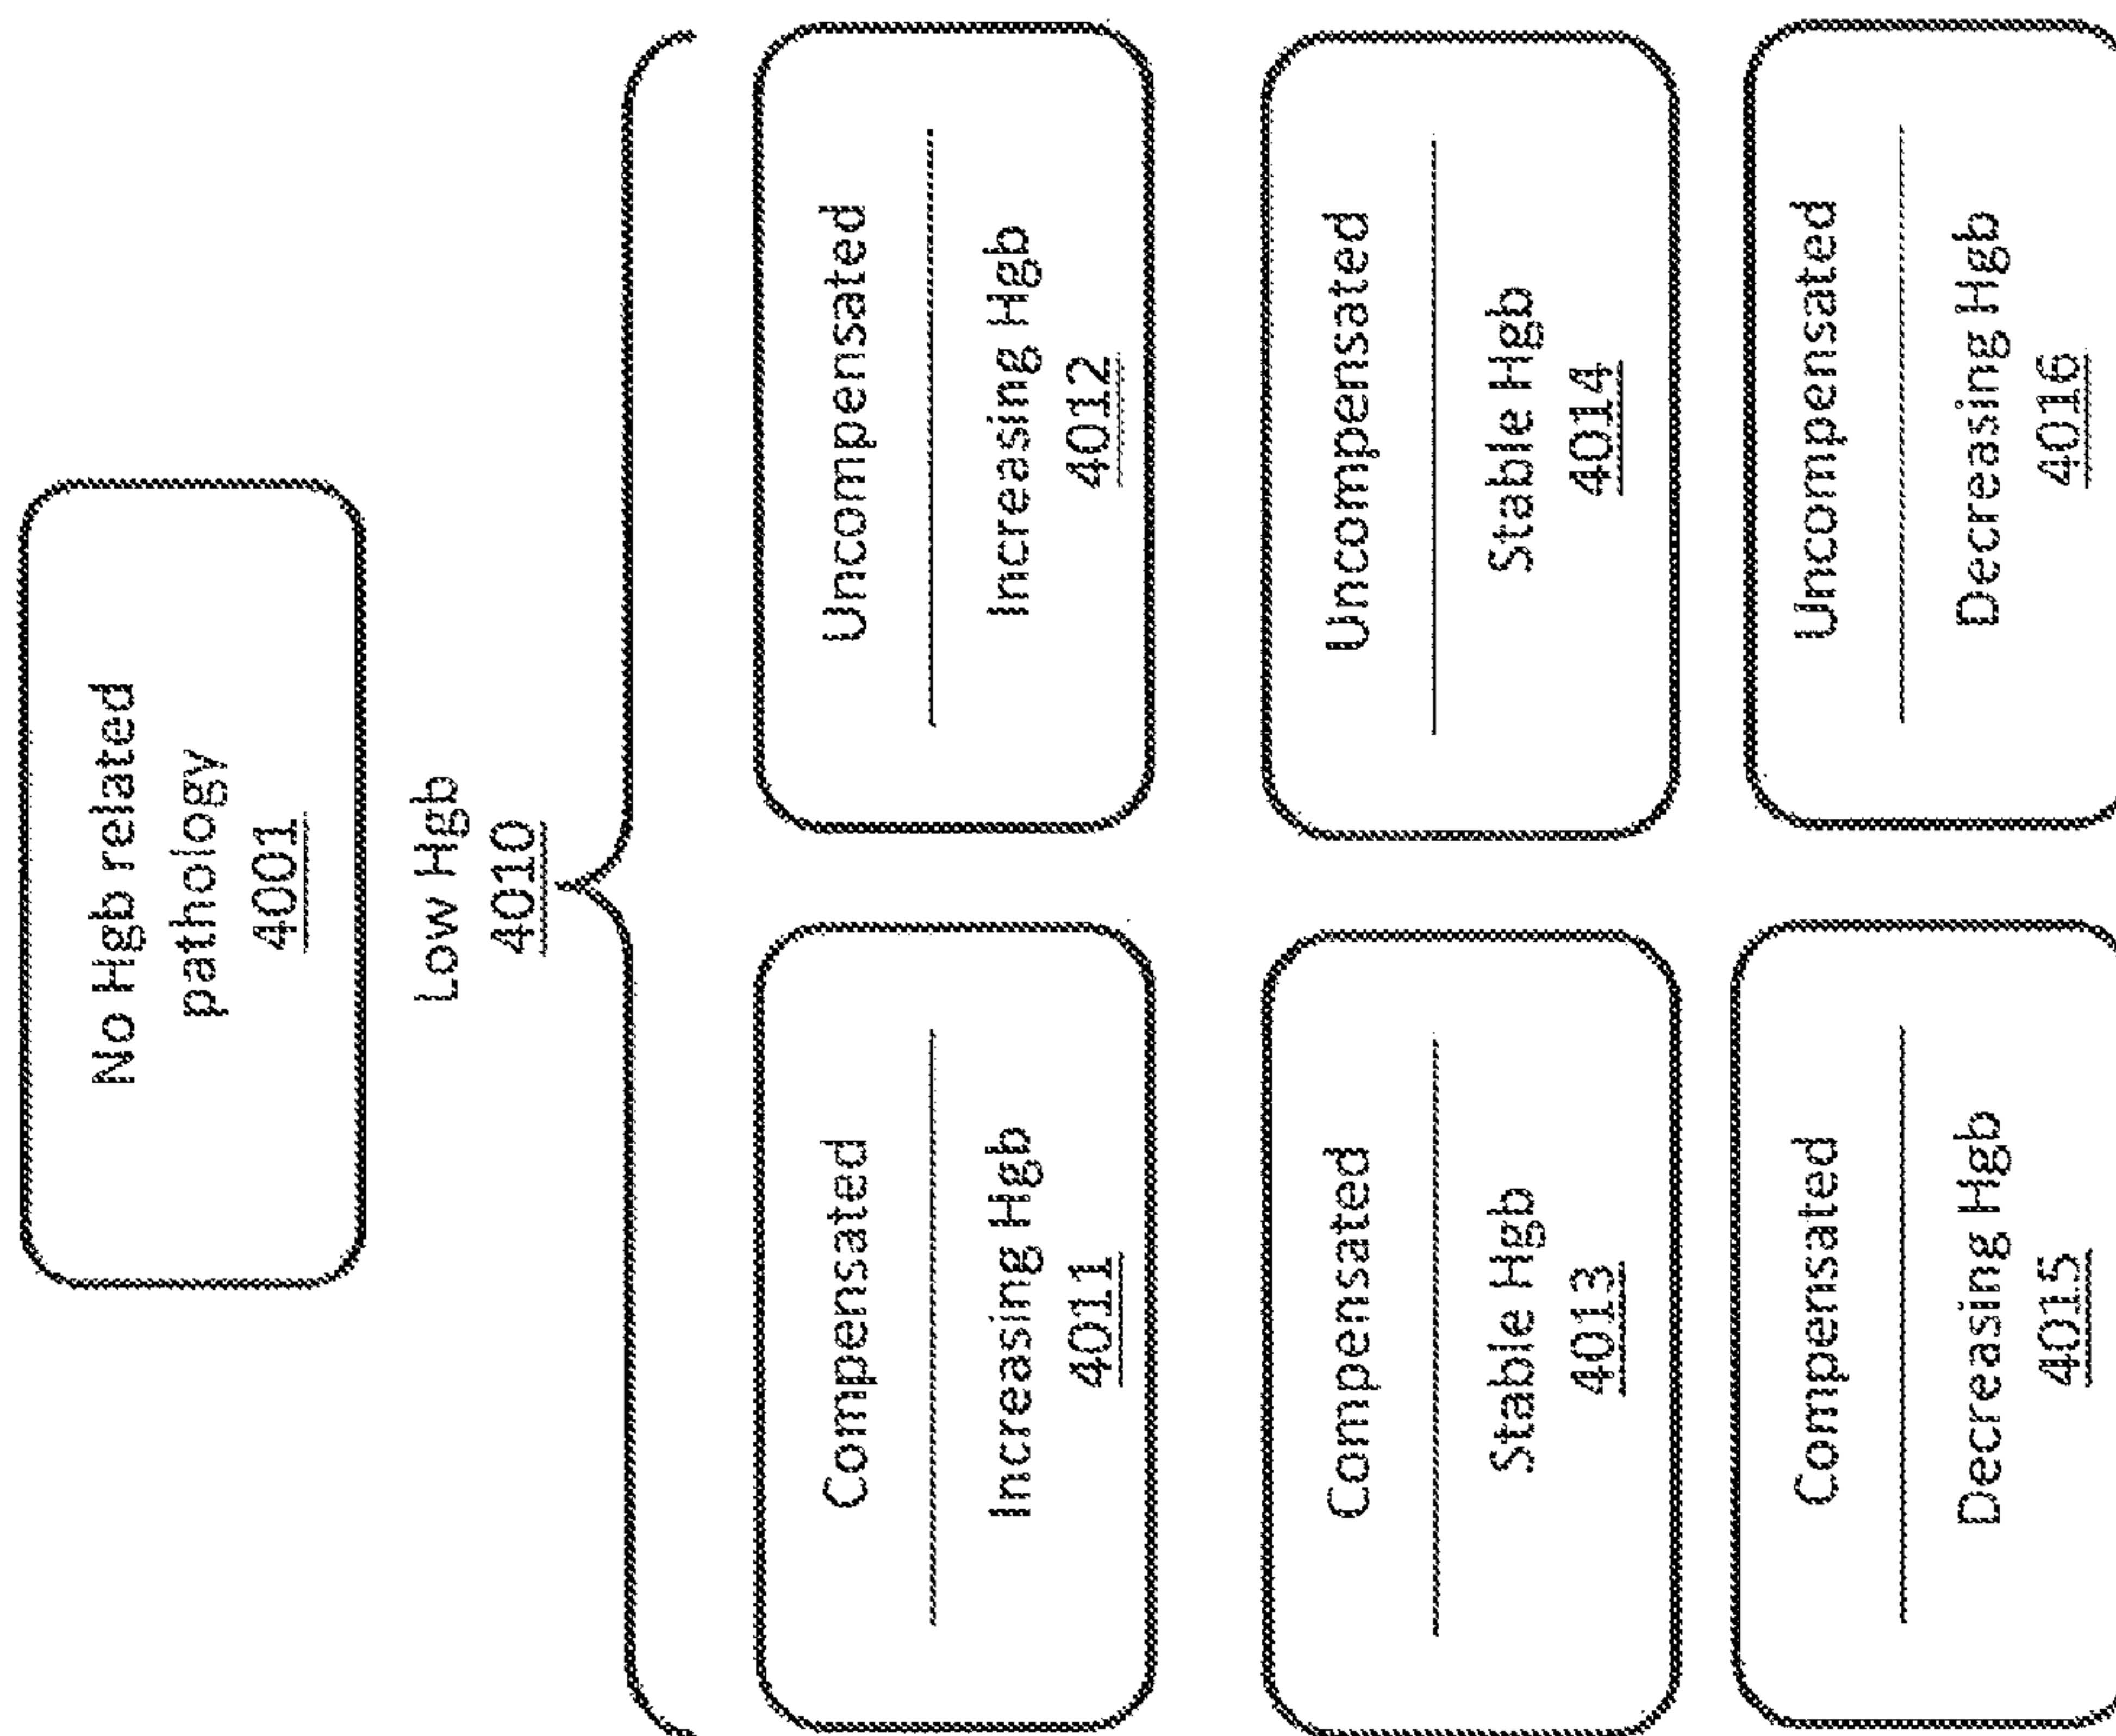 No Hgb related
pathology
4001
Low Hgb
4010
Compensated
Increasing Hgb
4011
Uncompensated
Increasing Hgb
4012
Compensated
Stable Hgb
4013
Uncompensated
Stable Hgb
4014
Compensated
Decreasing Hgb
4015
Uncompensated
Decreasing Hgb
4016